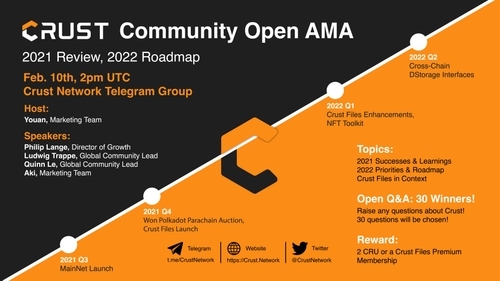 CRUST Community Open AMA
2021 Review, 2022 Roadmap
Feb. 10th, 2pm UTC
Crust Network Telegram Group
Host:
Youan, Marketing Team
Speakers:
Philip Lange, Director of Growth
Ludwig Trappe, Global Community Lead
Quinn Le, Global Community Lead
Aki, Marketing Team
2022 Q2
Cross-Chain
DStorage Interfaces
2022 Q1
Crust Files Enhancements,
NFT Toolkit
2021 Q4
Won Polkadot Parachain Auction,
Crust Files Launch
2021 Q3
MainNet Launch
Topics:
2021 Successes & Learnings
2022 Priorities & Roadmap
Crust Files in Context
Open Q&A: 30 Winners!
Raise any questions about Crust!
30 questions will be chosen!
Reward:
2 CRU or a Crust Files Premium
Membership
Telegram
t.me/CrustNetwork
Website
https://Crust.Network
Twitter
@CrustNetwork